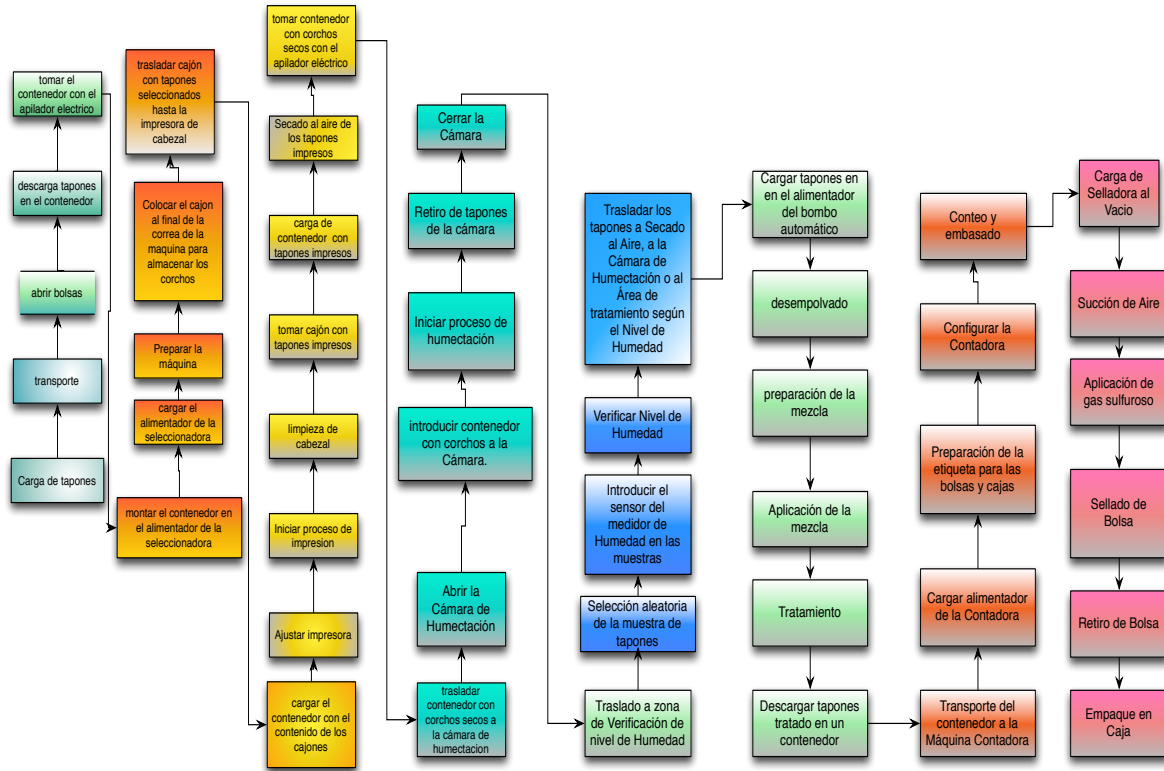 tomar el
contenedor con el
apilador electrico
descarga tapones
en el contenedor
abrir bolsas
transporte
Carga de tapones
trasladar cajón
con tapones
seleccionados
hasta la
impresora de
cabezal
Colocar el cajon
al final de la
correa de la
maquina para
almacenar los
corchos
Preparar la
máquina
cargar el
alimentador de la
seleccionadora
montar el contenedor en
el alimentador de la
seleccionadora
tomar contenedor
con corchos
secos con el
apilador eléctrico
Secado al aire de
los tapones
impresos
carga de
contenedor con
tapones impresos
tomar cajón con
tapones impresos
limpieza de
cabezal
Iniciar proceso de
impresion
Ajustar impresora
cargar el
contenedor con el
contenido de los
cajones
Cerrar la
Cámara
Retiro de tapones
de la cámara
Iniciar proceso de
humectación
introducir contenedor
con corchos a la
Cámara.
Abrir la
Cámara de
Humectación
trasladar
contenedor con
corchos secos
a la cámara de
humectacion
Trasladar los
tapones a Secado
al Aire, a la
Cámara de
Humectación o al
Área de
tratamiento según
el Nivel de
Humedad
Verificar Nivel de
Humedad
Introducir el
sensor del
medidor de
Humedad en las
muestras
Selección aleatoria
de la muestra de
tapones
Traslado a zona
de Verificación de
nivel de Humedad
Cargar tapones en
en el alimentador
del bombo
automático
desempolvado
preparación de la
mezcla
Aplicación de la
mezcla
Tratamiento
Descargar tapones
tratado en un
contenedor
Conteo y
embasado
Configurar la
Contadora
Preparación de la
etiqueta para las
bolsas y cajas
Cargar alimentador
de la Contadora
Transporte del
contenedor a la
Máquina Contadora
Carga de
Selladora al
Vacio
Succión de Aire
Aplicación de
gas sulfuroso
Sellado de
Bolsa
Retiro de Bolsa
Empaque en
Caja